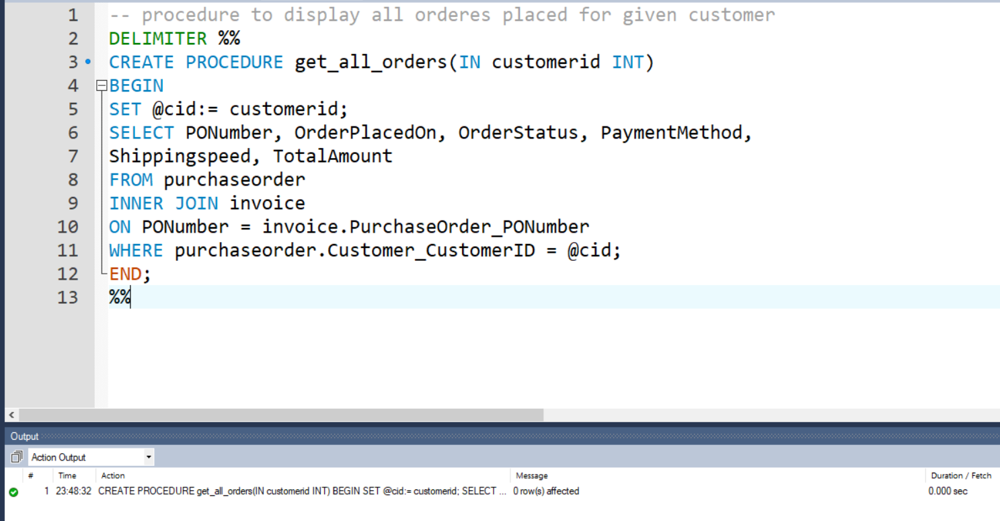 1 -- procedure to display all orderes placed for given customer
2 DELIMITER %%
3 CREATE PROCEDURE get_all_orders(IN customerid INT)
4 BEGIN
5 SET @cid:= customerid;
6 SELECT PONumber, OrderPlacedOn, OrderStatus, PaymentMethod,
7 Shippingspeed, TotalAmount
8 FROM purchaseorder
9 INNER JOIN invoice
10 ON PONumber = invoice.PurchaseOrder_PONumber
11 WHERE purchaseorder.Customer_CustomerID = @cid;
12 END;
13 %%
Output
Action Output
# Time Action Message Duration / Fetch
1 23:48:32 CREATE PROCEDURE get_all_orders(IN customerid INT) BEGIN SET @cid:= customerid; SELECT ... 0 row(s) affected 0.000 sec